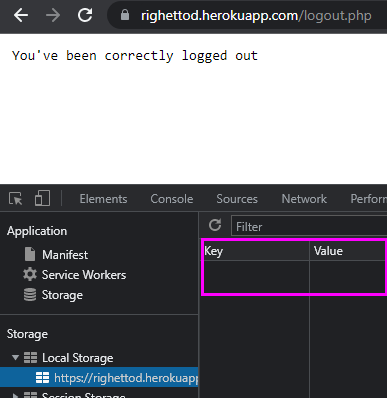 righettod.herokuapp.com/logout.php
You've been correctly logged out
Elements Console Sources Network Perform
Application
Manifest
Service Workers
Storage
Filter
Key Value
Storage
Local Storage
https://righettod.herokuapp
Session Storage